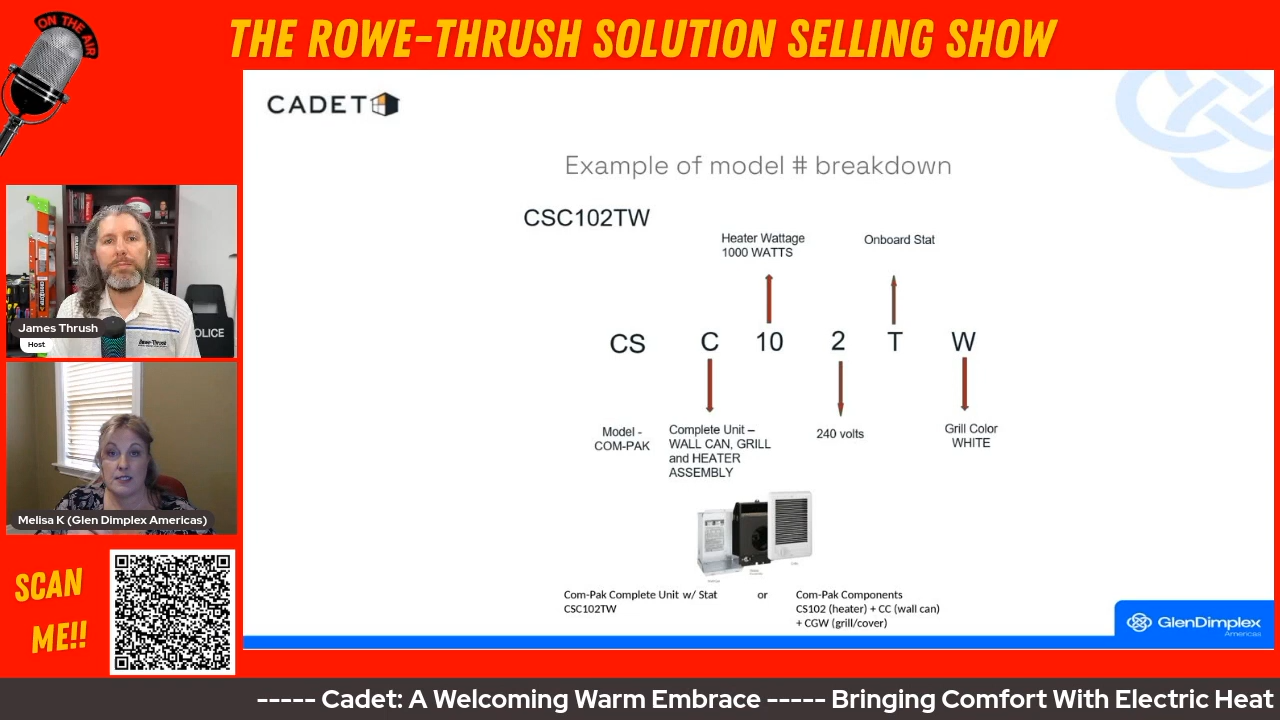 ON THE AIR
THE ROWE-THRUSH SOLUTION SELLING SHOW
CADET
Example of model # breakdown
CSC102TW
Heater Wattage
1000 WATTS
Onboard Stat
CS C 10 2 T W
Model -
COM-PAK
Complete Unit –
WALL CAN, GRILL
and HEATER
ASSEMBLY
240 volts
Grill Color
WHITE
Com-Pak Complete Unit w/ Stat
CSC102TW
or
Com-Pak Components
CS102 (heater) + CC (wall can)
+ CGW (grill/cover)
GlenDimplex
Americas
James Thrush
Host
OLICE
Melisa K (Glen Dimplex Americas)
SCAN
ME!!
----- Cadet: A Welcoming Warm Embrace ----- Bringing Comfort With Electric Heat